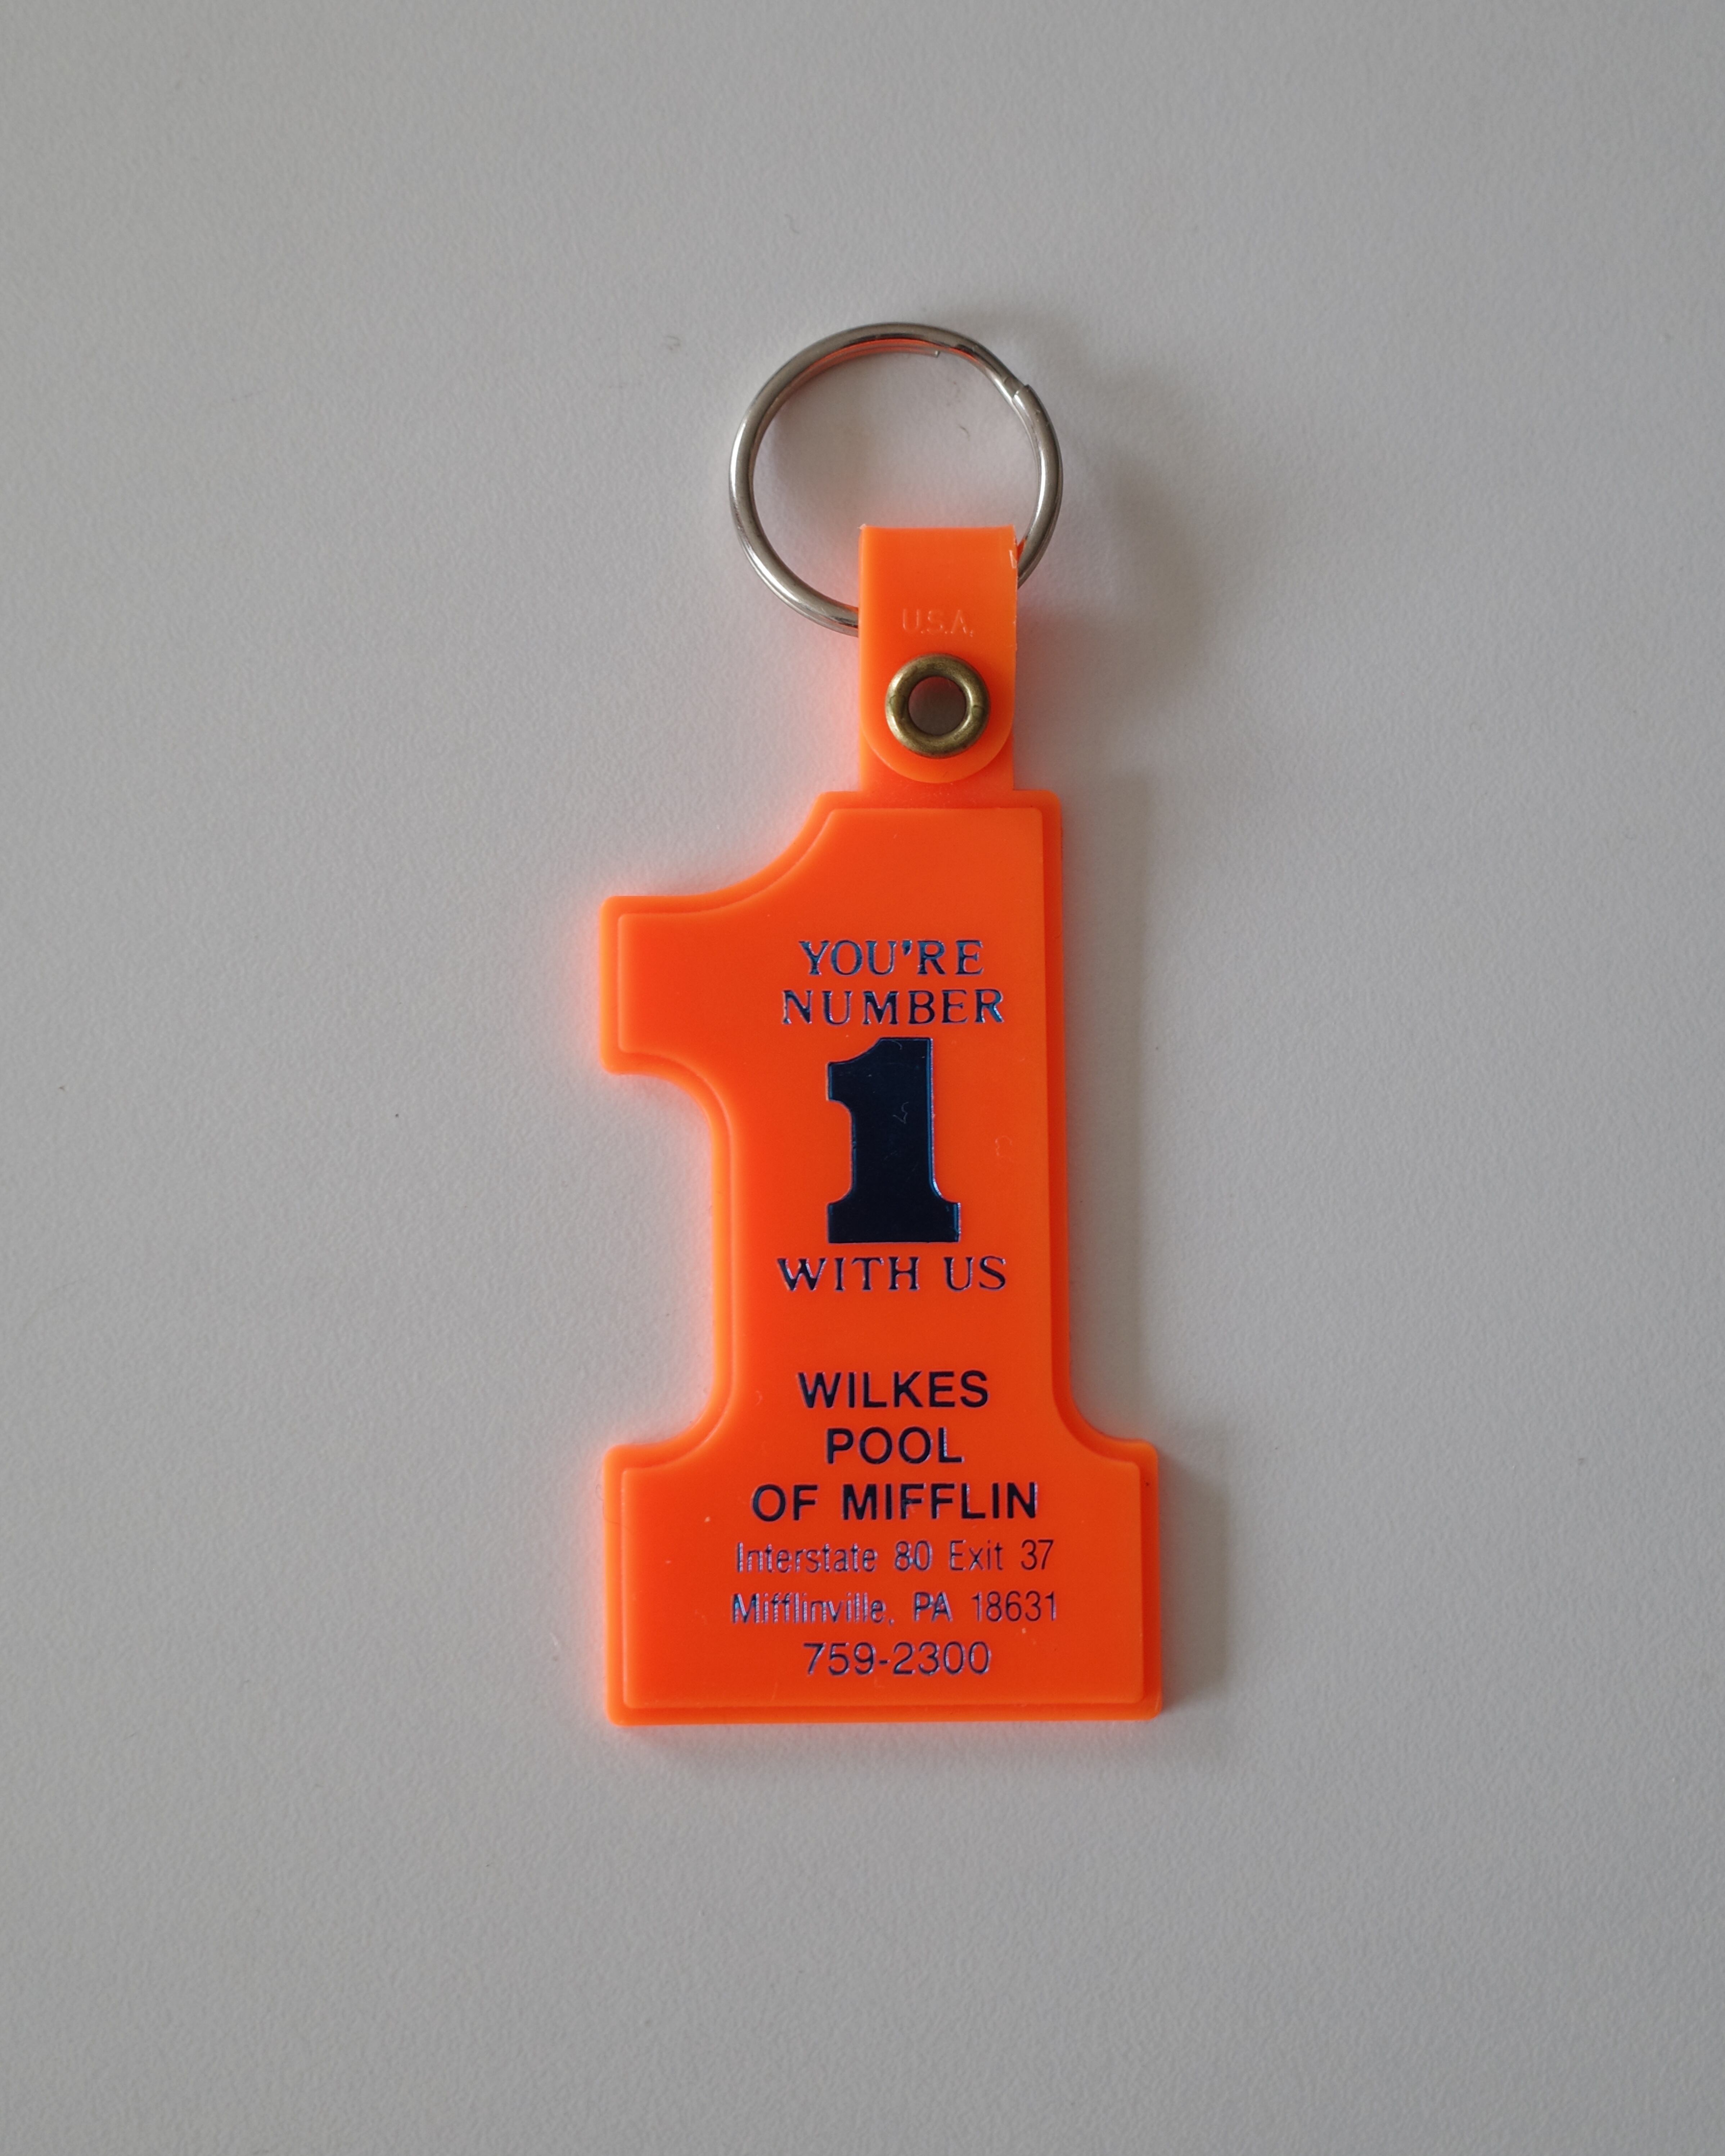 U.S.A.
YOU'RE
NUMBER
1
WITH US
WILKES
POOL
OF MIFFLIN
Interstate 80 Exit 37
Mifflinville, PA 18631
759-2300